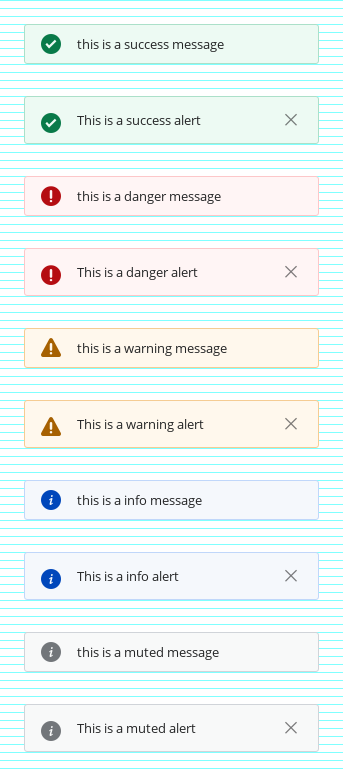 this is a success message
This is a success alert
this is a danger message
This is a danger alert
this is a warning message
This is a warning alert
this is a info message
This is a info alert
this is a muted message
This is a muted alert